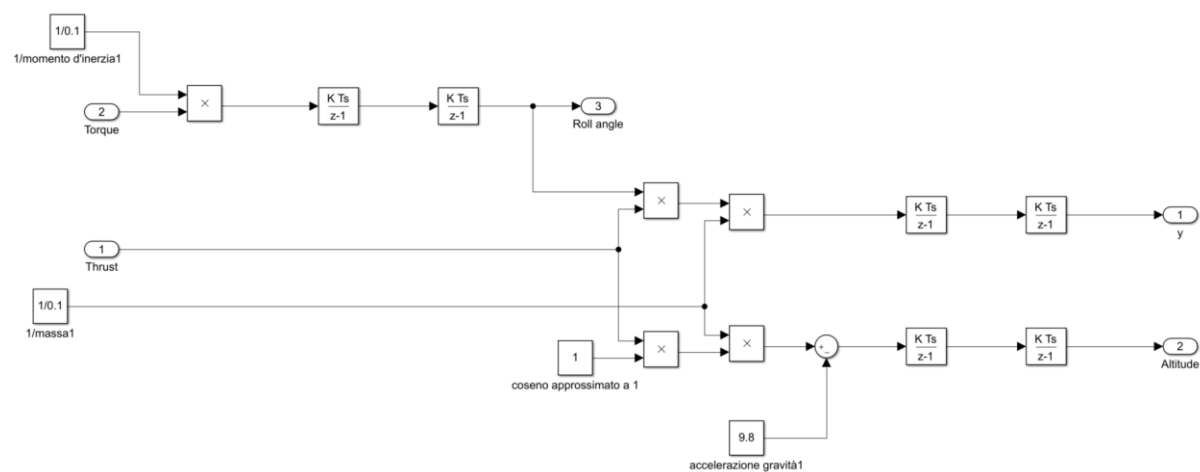 1/0.1
1/momento d'inerzia1
×
2
Torque
K Ts
z-1
K Ts
z-1
3
Roll angle
×
×
K Ts
z-1
K Ts
z-1
1
y
1
Thrust
1/0.1
1/massa1
1
coseno approssimato a 1
×
×
+
−
K Ts
z-1
K Ts
z-1
2
Altitude
9.8
accelerazione gravità1